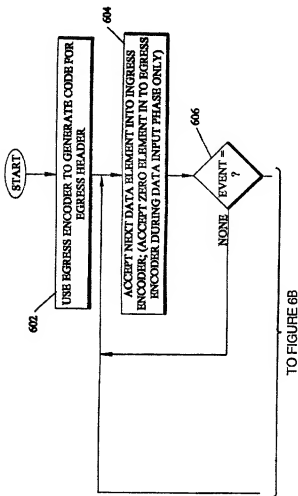 START
602
USE EGRESS ENCODER TO GENERATE CODE FOR
EGRESS HEADER
604
ACCEPT NEXT DATA ELEMENT INTO INGRESS
ENCODER; (ACCEPT ZERO ELEMENT IN TO EGRESS
ENCODER DURING DATA INPUT PHASE ONLY)
606
EVENT =
?
NONE
TO FIGURE 6B